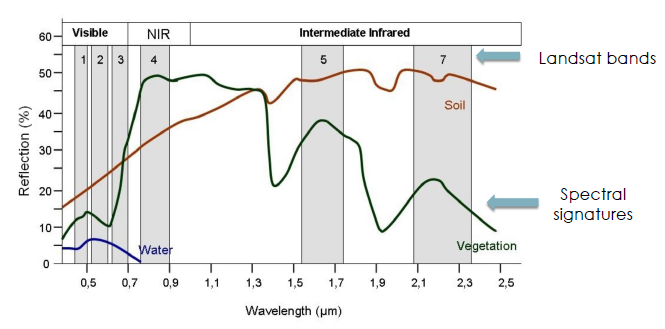 Visible NIR Intermediate Infrared
60
1 2 3 4 5 7
Landsat bands
50
40
30
20
10
0
Reflection (%)
Soil
Spectral
signatures
Water
Vegetation
0,5 0,7 0,9 1,1 1,3 1,5 1,7 1,9 2,1 2,3 2,5
Wavelength (µm)